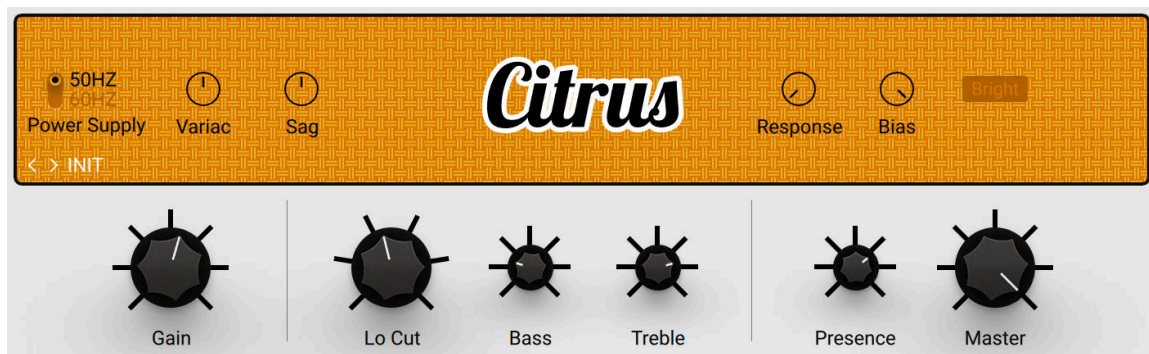 50HZ
60HZ
Power Supply
Variac
Sag
Citrus
Response
Bias
Bright
< > INIT
Gain
Lo Cut
Bass
Treble
Presence
Master